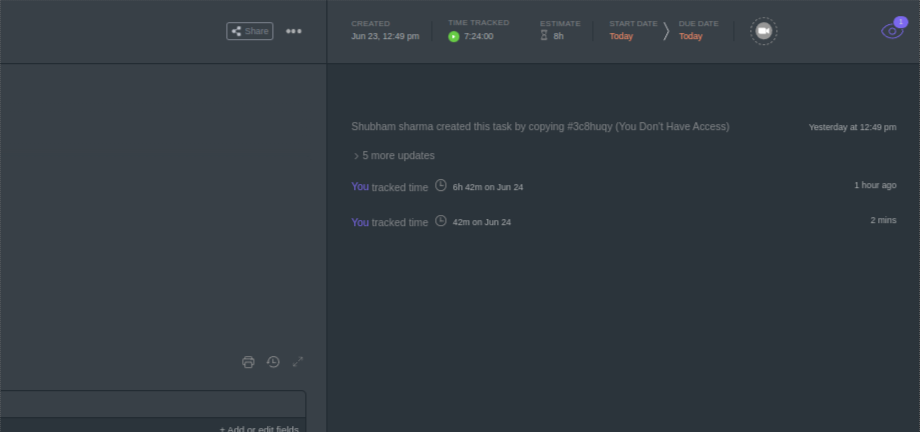 Share
CREATED
Jun 23, 12:49 pm
TIME TRACKED
7:24:00
ESTIMATE
8h
START DATE
Today
DUE DATE
Today
1
Shubham sharma created this task by copying #3c8huqy (You Don't Have Access) Yesterday at 12:49 pm
5 more updates
You tracked time 6h 42m on Jun 24 1 hour ago
You tracked time 42m on Jun 24 2 mins
+ Add or edit fields